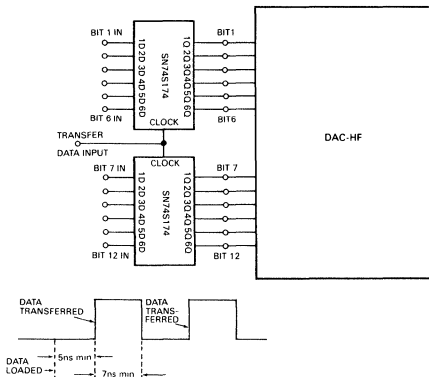 BIT 1 IN
1D
2D
3D
4D
5D
6D
SN74S174
1Q
2Q
3Q
4Q
5Q
6Q
BIT1
BIT 6 IN
CLOCK
BIT6
DAC-HF
TRANSFER
DATA INPUT
CLOCK
BIT 7 IN
1D
2D
3D
4D
5D
6D
SN74S174
1Q
2Q
3Q
4Q
5Q
6Q
BIT 7
BIT 12 IN
BIT 12
DATA
TRANSFERRED
DATA
TRANS-
FERRED
DATA
LOADED
5ns min
7ns min